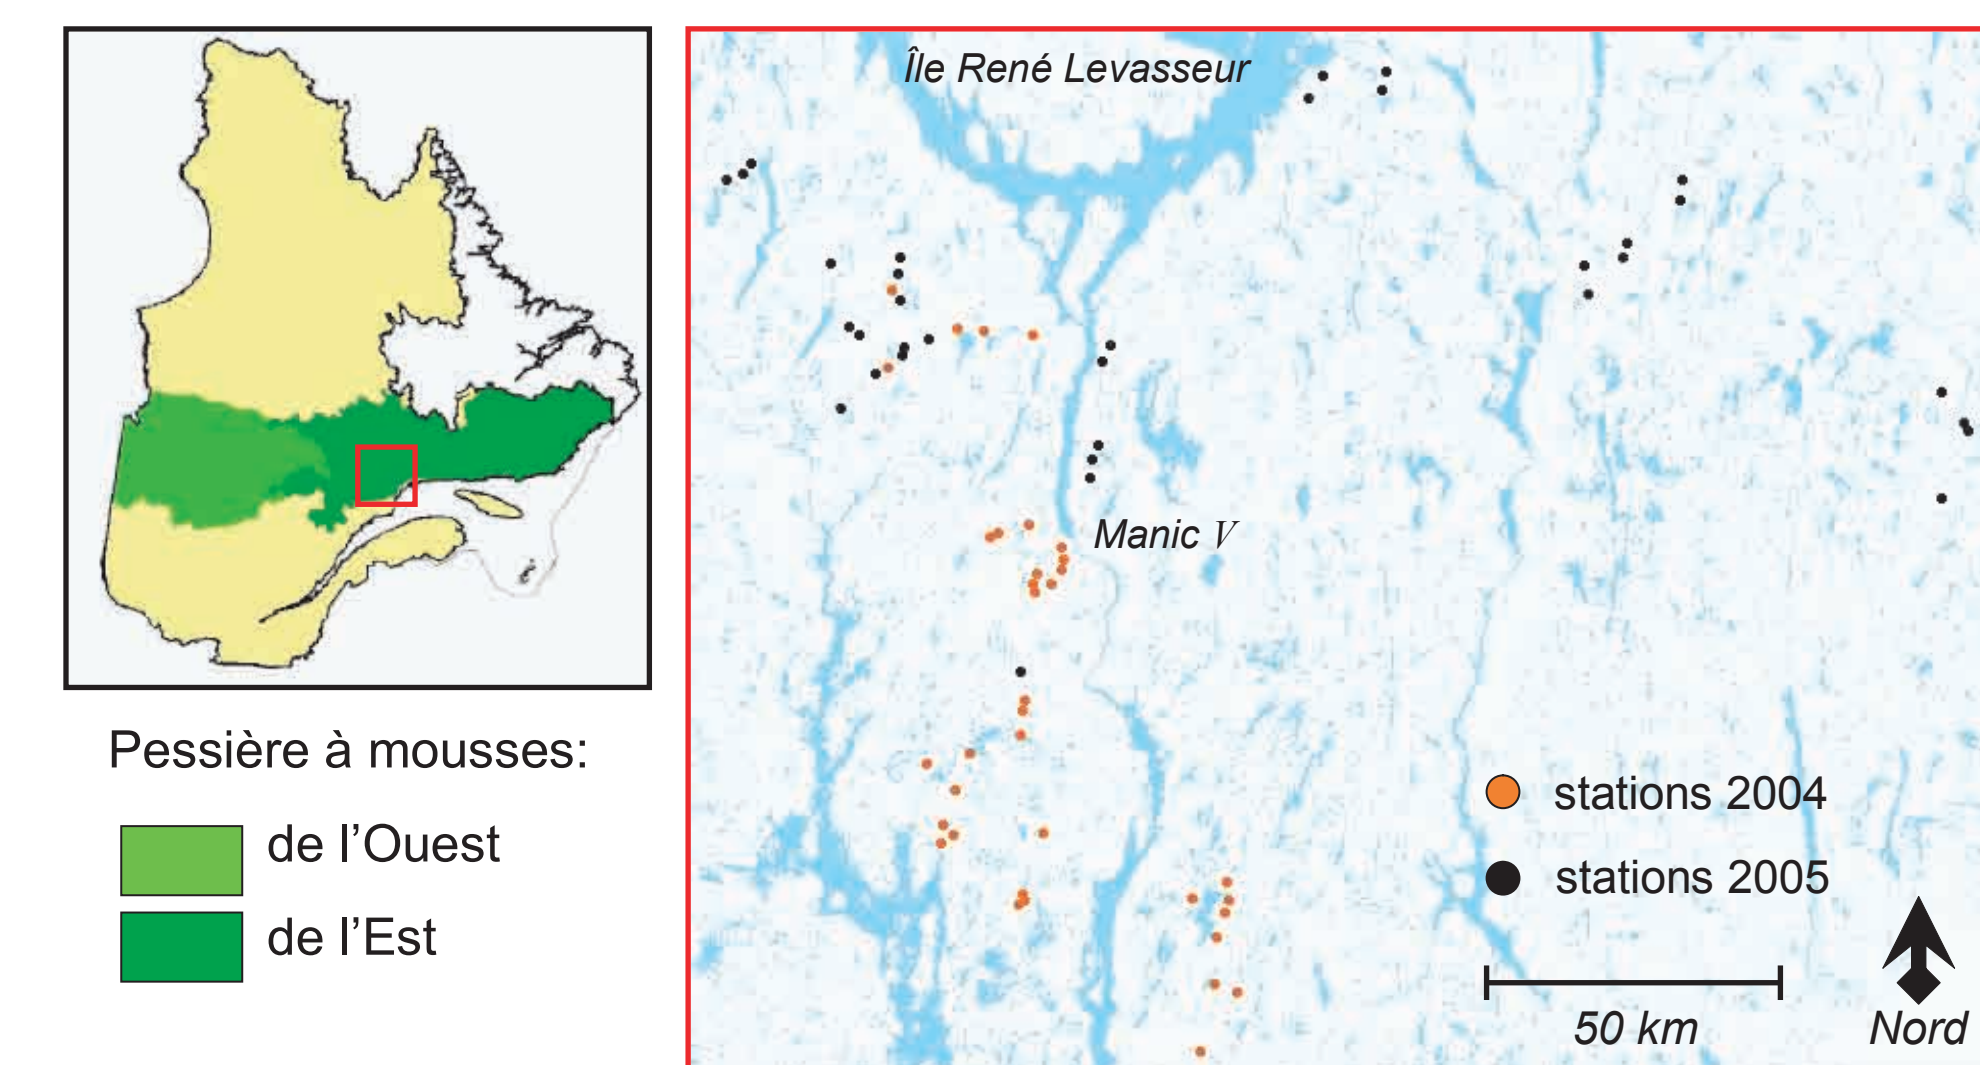 Île René Levasseur
Manic V
Pessière à mousses:
de l’Ouest
de l’Est
stations 2004
stations 2005
50 km
Nord